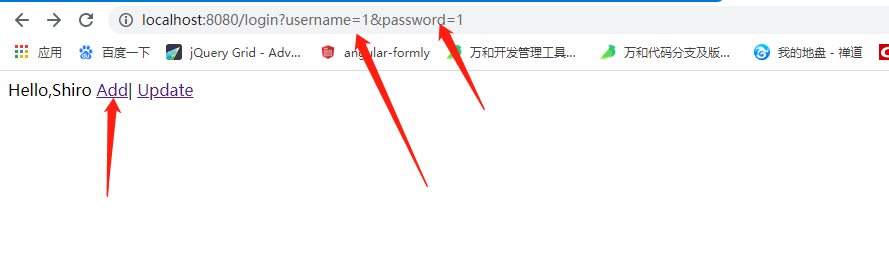 localhost:8080/login?username=1&password=1
应用 百度一下 jQuery Grid - Adv... angular-formly 万和开发管理工具... 万和代码分支及版... 我的地盘 - 禅道
Hello,Shiro Add| Update